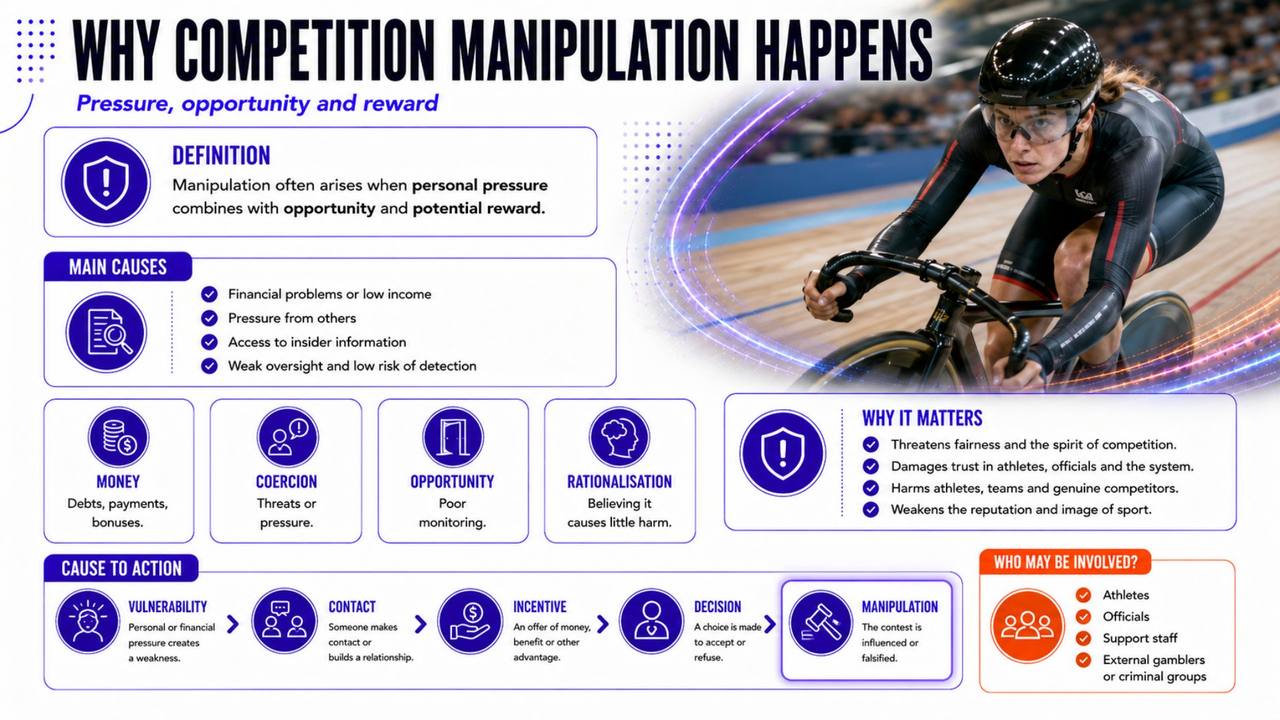 WHY COMPETITION MANIPULATION HAPPENS
Pressure, opportunity and reward
DEFINITION
Manipulation often arises when personal pressure
combines with opportunity and potential reward.
MAIN CAUSES
Financial problems or low income
Pressure from others
Access to insider information
Weak oversight and low risk of detection
MONEY
Debts, payments,
bonuses.
COERCION
Threats or
pressure.
OPPORTUNITY
Poor
monitoring.
RATIONALISATION
Believing it
causes little harm.
WHY IT MATTERS
Threatens fairness and the spirit of competition.
Damages trust in athletes, officials and the system.
Harms athletes, teams and genuine competitors.
Weakens the reputation and image of sport.
CAUSE TO ACTION
VULNERABILITY
Personal or financial
pressure creates
a weakness.
CONTACT
Someone makes
contact or
builds a relationship.
INCENTIVE
An offer of money,
benefit or other
advantage.
DECISION
A choice is made
to accept or
refuse.
MANIPULATION
The contest is
influenced or
falsified.
WHO MAY BE INVOLVED?
Athletes
Officials
Support staff
External gamblers
or criminal groups